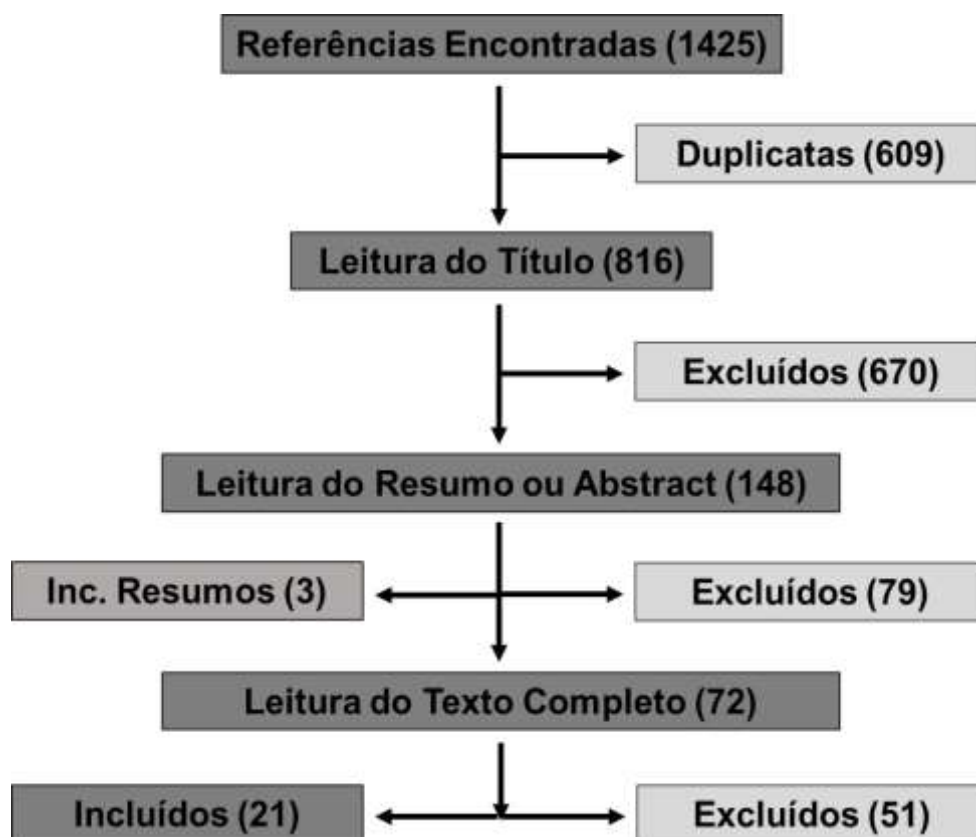 Referências Encontradas (1425)
Duplicatas (609)
Leitura do Título (816)
Excluídos (670)
Leitura do Resumo ou Abstract (148)
Inc. Resumos (3)
Excluídos (79)
Leitura do Texto Completo (72)
Incluídos (21)
Excluídos (51)